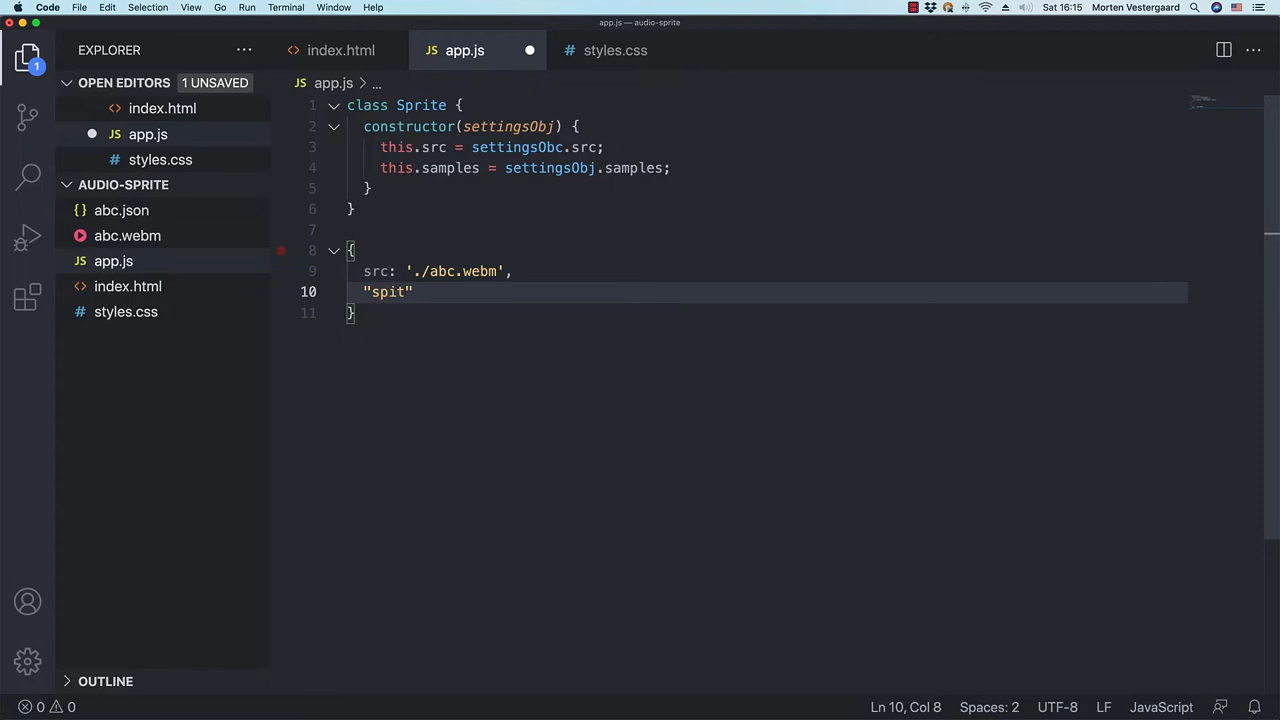 Code File Edit Selection View Go Run Terminal Window Help Sat 16:15 Morten Vestergaard
app.js — audio-sprite
EXPLORER
index.html
JS app.js
# styles.css
OPEN EDITORS 1 UNSAVED
JS app.js > ...
<> index.html
JS app.js
# styles.css
AUDIO-SPRITE
{} abc.json
abc.webm
JS app.js
<> index.html
# styles.css
1 class Sprite {
2 constructor(settingsObj) {
3 this.src = settingsObc.src;
4 this.samples = settingsObj.samples;
5 }
6 }
7
8 {
9 src: './abc.webm',
10 "spit"
11 }
1
OUTLINE
0 0
Ln 10, Col 8 Spaces: 2 UTF-8 LF JavaScript